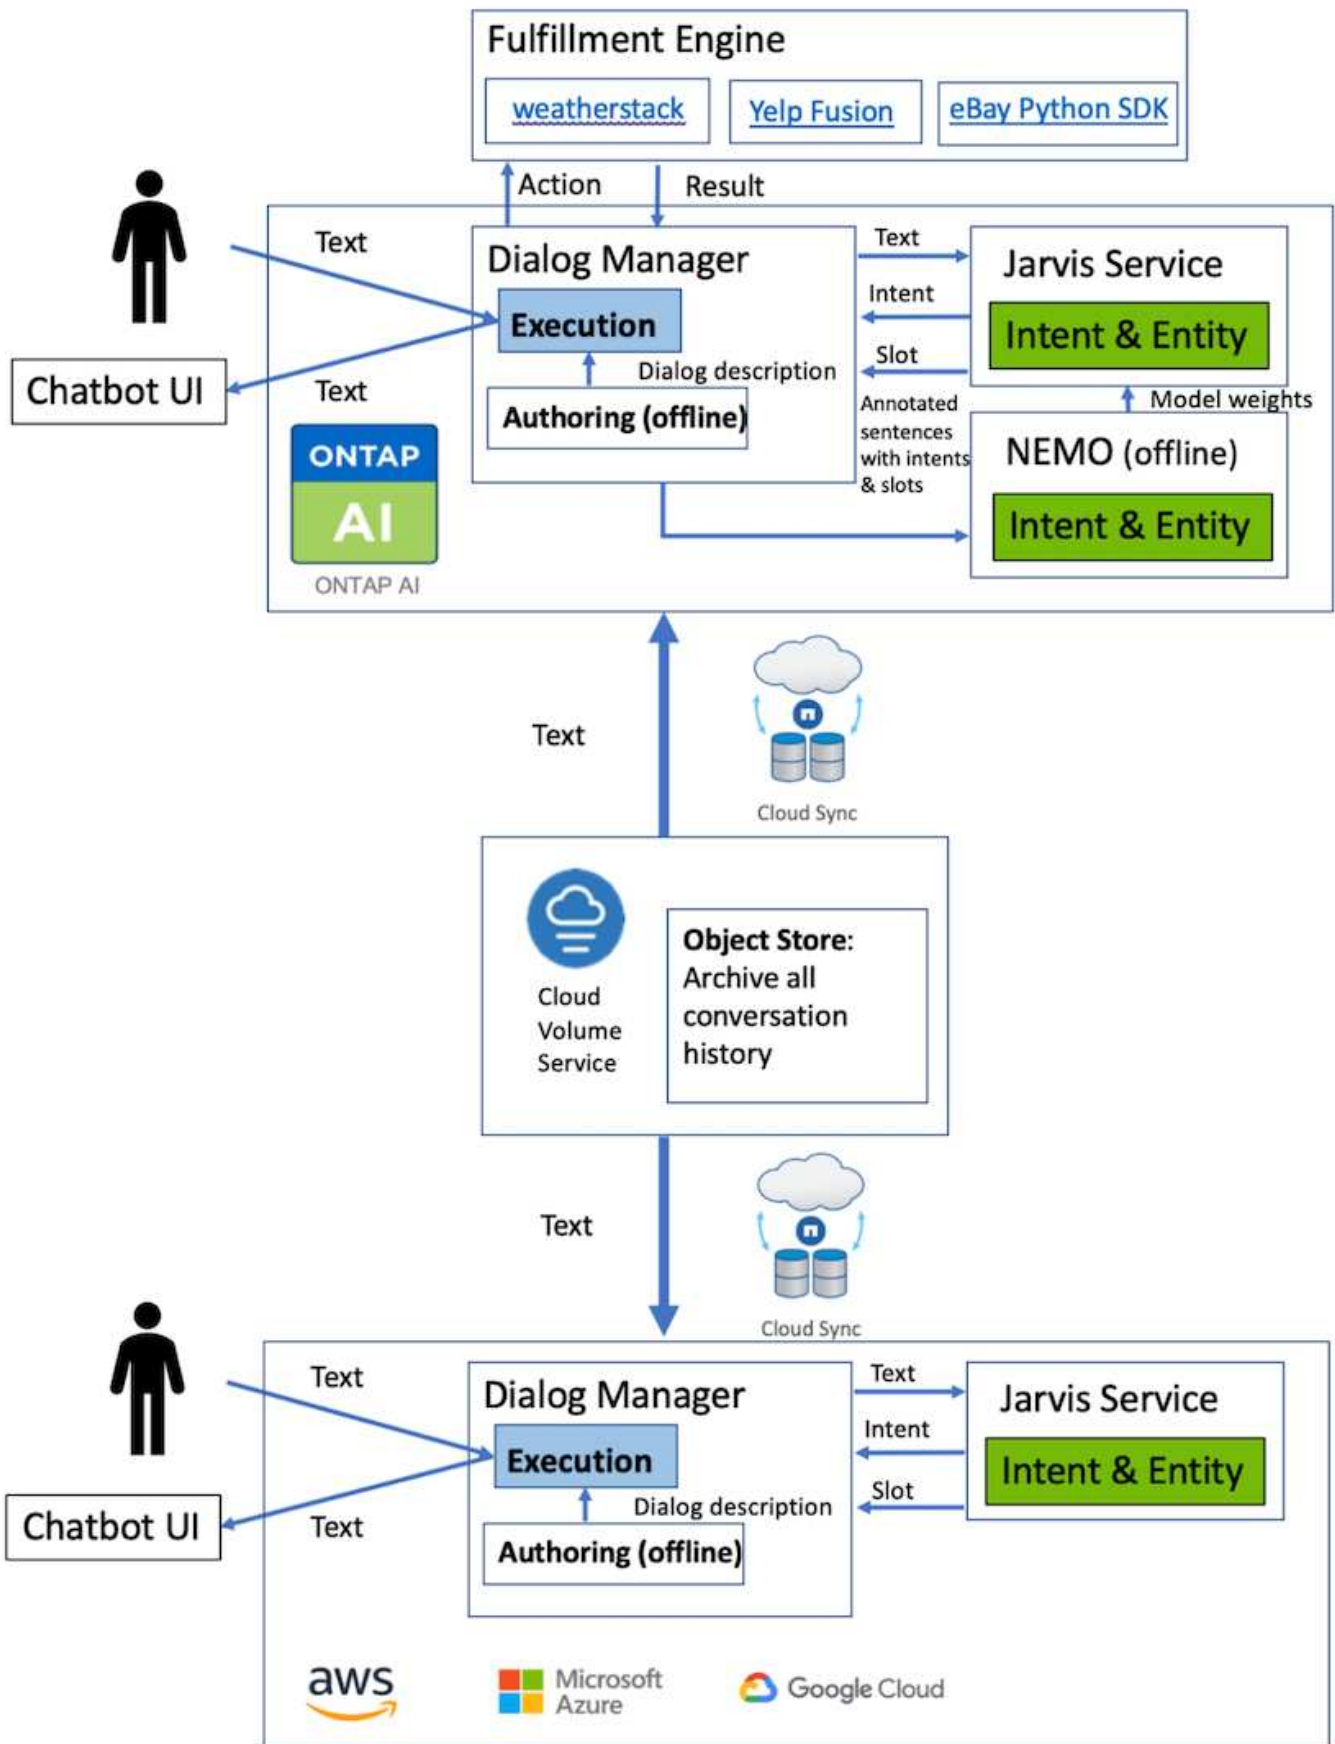 Fulfillment Engine
weatherstack
Yelp Fusion
eBay Python SDK
Action
Result
Text
Dialog Manager
Text
Jarvis Service
Execution
Intent
Intent & Entity
Slot
Dialog description
Chatbot UI
Text
Authoring (offline)
Annotated
sentences
with intents
& slots
Model weights
NEMO (offline)
Intent & Entity
ONTAP
AI
ONTAP AI
Text
Cloud Sync
Cloud
Volume
Service
Object Store:
Archive all
conversation
history
Text
Cloud Sync
Text
Dialog Manager
Text
Jarvis Service
Execution
Intent
Intent & Entity
Slot
Dialog description
Chatbot UI
Text
Authoring (offline)
aws
Microsoft
Azure
Google Cloud